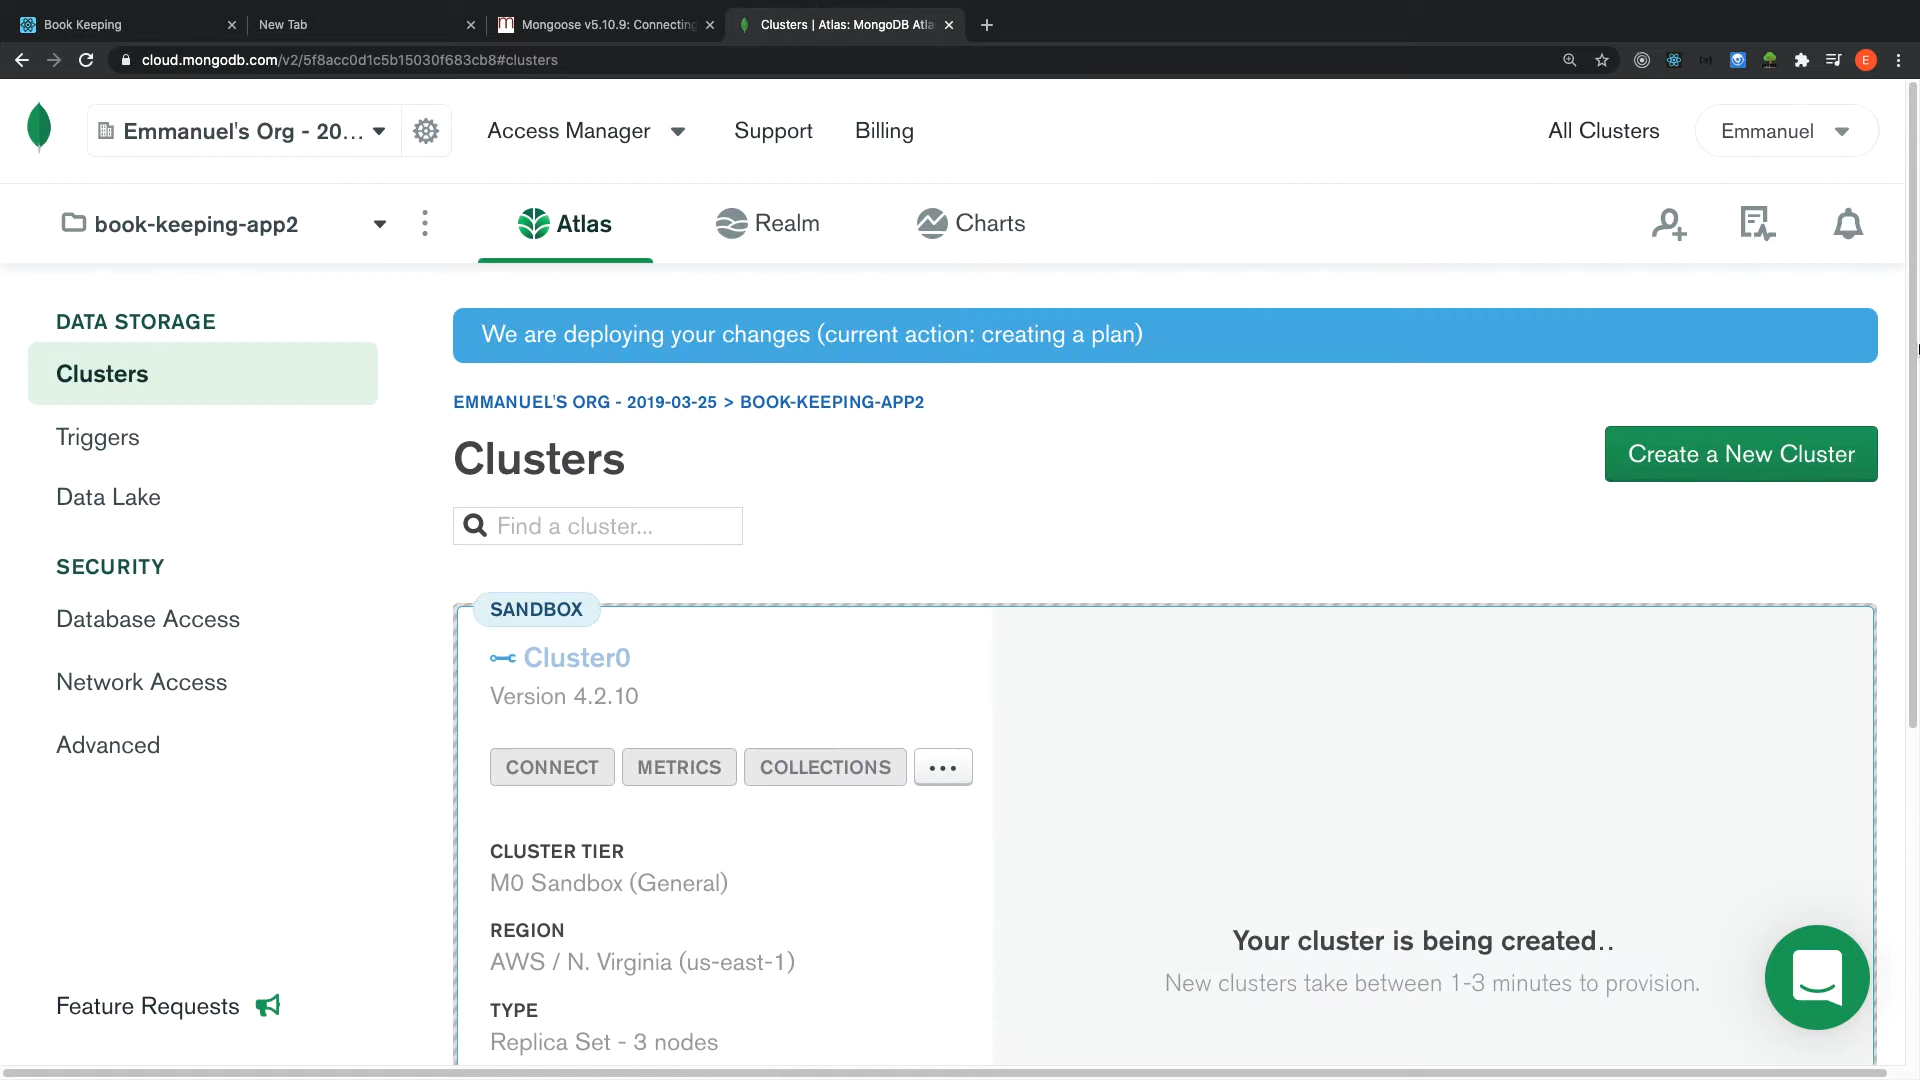 Book Keeping
New Tab
Mongoose v5.10.9: Connecting
Clusters | Atlas: MongoDB Atla
cloud.mongodb.com/v2/5f8acc0d1c5b15030f683cb8#clusters
E
Emmanuel's Org - 20...
Access Manager
Support
Billing
All Clusters
Emmanuel
book-keeping-app2
Atlas
Realm
Charts
DATA STORAGE
Clusters
Triggers
Data Lake
SECURITY
Database Access
Network Access
Advanced
Feature Requests
We are deploying your changes (current action: creating a plan)
EMMANUEL'S ORG - 2019-03-25 > BOOK-KEEPING-APP2
Clusters
Create a New Cluster
Find a cluster...
SANDBOX
Cluster0
Version 4.2.10
CONNECT
METRICS
COLLECTIONS
CLUSTER TIER
M0 Sandbox (General)
REGION
AWS / N. Virginia (us-east-1)
TYPE
Replica Set - 3 nodes
Your cluster is being created..
New clusters take between 1-3 minutes to provision.